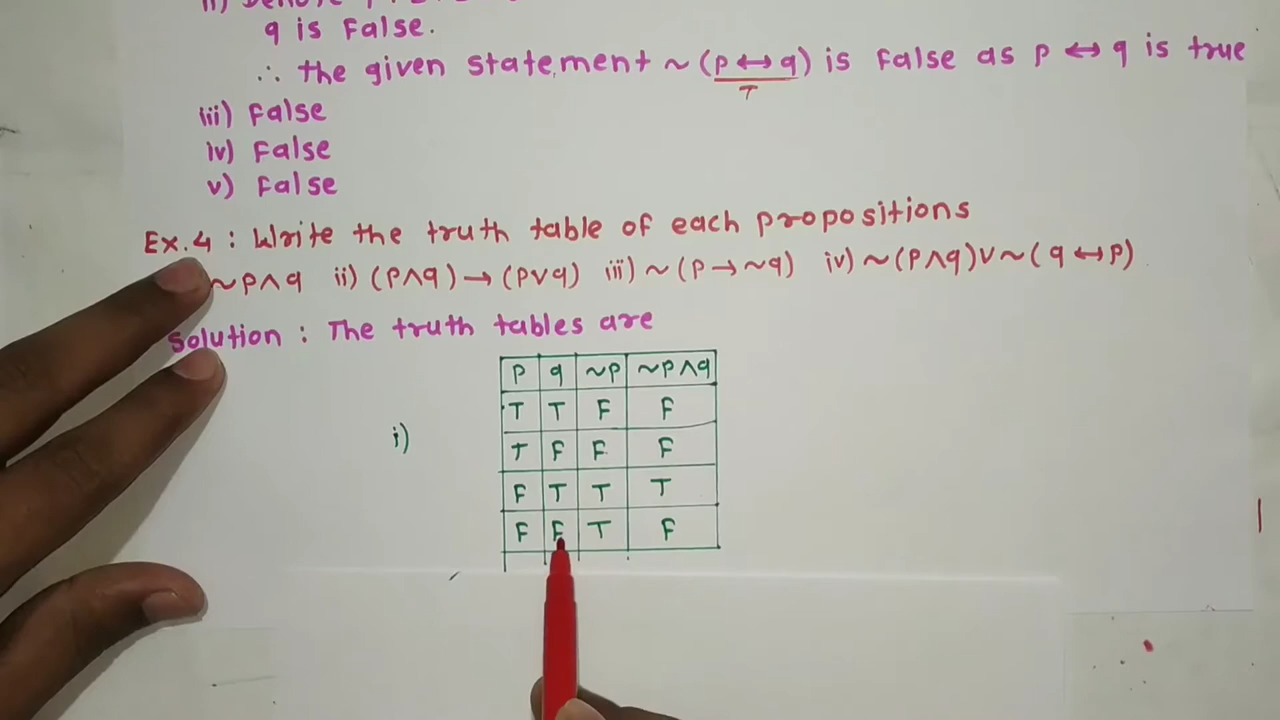 q is False.
∴ the given statement ~ (p ↔ q) is False as p ↔ q is true
T
iii) False
iv) False
v) False
Ex.4 : Write the truth table of each propositions
~p∧q ii) (p∧q) → (p∨q) iii) ~ (p → ~q) iv) ~(p∧q)∨~(q ↔ p)
Solution : The truth tables are
p q ~p ~p∧q
T T F F
i)
T F F F
F T T T
F F T F